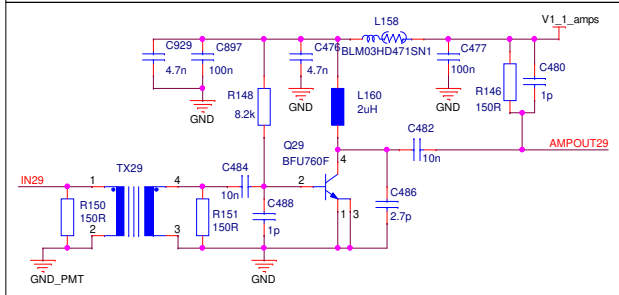 L158
V1_1_amps
C929
4.7n
C897
100n
C476
4.7n
BLM03HD471SN1
C477
100n
R146
150R
C480
1p
GND
GND
GND
R148
8.2k
L160
2uH
Q29
BFU760F
C482
10n
AMPOUT29
TX29
IN29
1
4
C484
10n
2
4
R150
150R
R151
150R
C488
1p
1
3
C486
2.7p
2
3
GND_PMT
GND